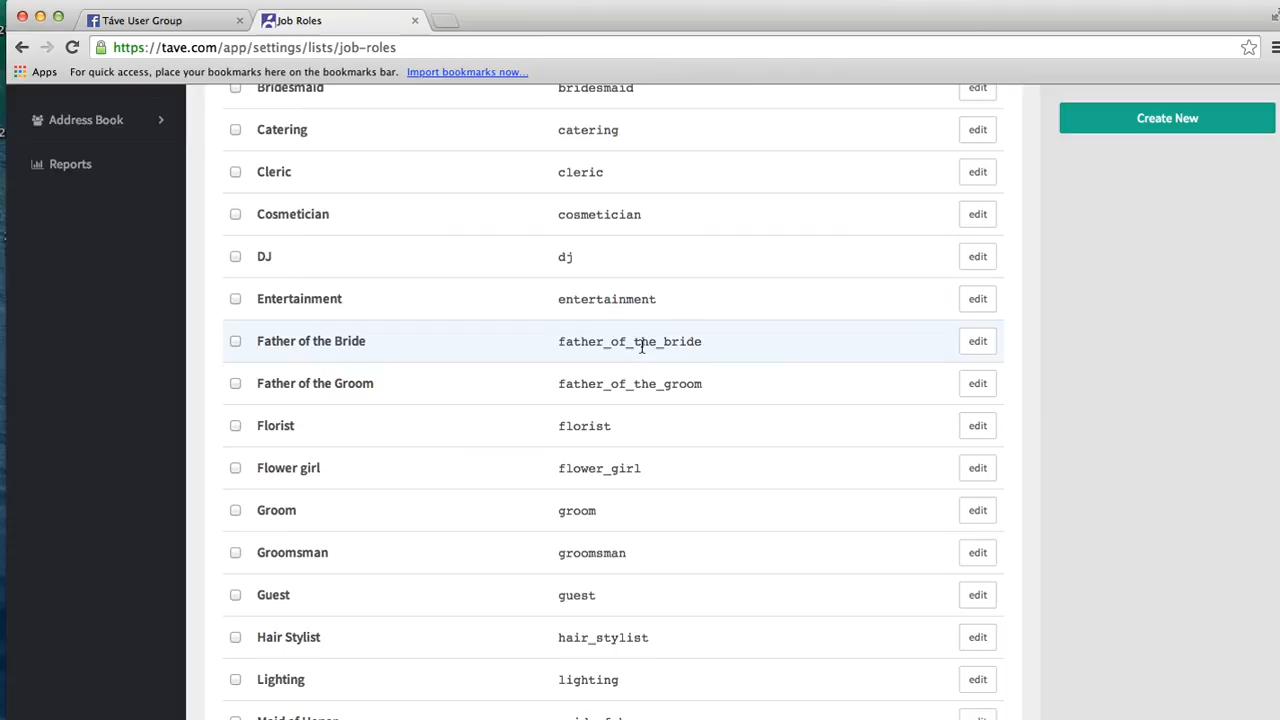 Táve User Group
Job Roles
https://tave.com/app/settings/lists/job-roles
Apps For quick access, place your bookmarks here on the bookmarks bar. Import bookmarks now...
Address Book
Reports
Create New
Bridesmaid bridesmaid edit
Catering catering edit
Cleric cleric edit
Cosmetician cosmetician edit
DJ dj edit
Entertainment entertainment edit
Father of the Bride father_of_the_bride edit
Father of the Groom father_of_the_groom edit
Florist florist edit
Flower girl flower_girl edit
Groom groom edit
Groomsman groomsman edit
Guest guest edit
Hair Stylist hair_stylist edit
Lighting lighting edit
Maid of Honor